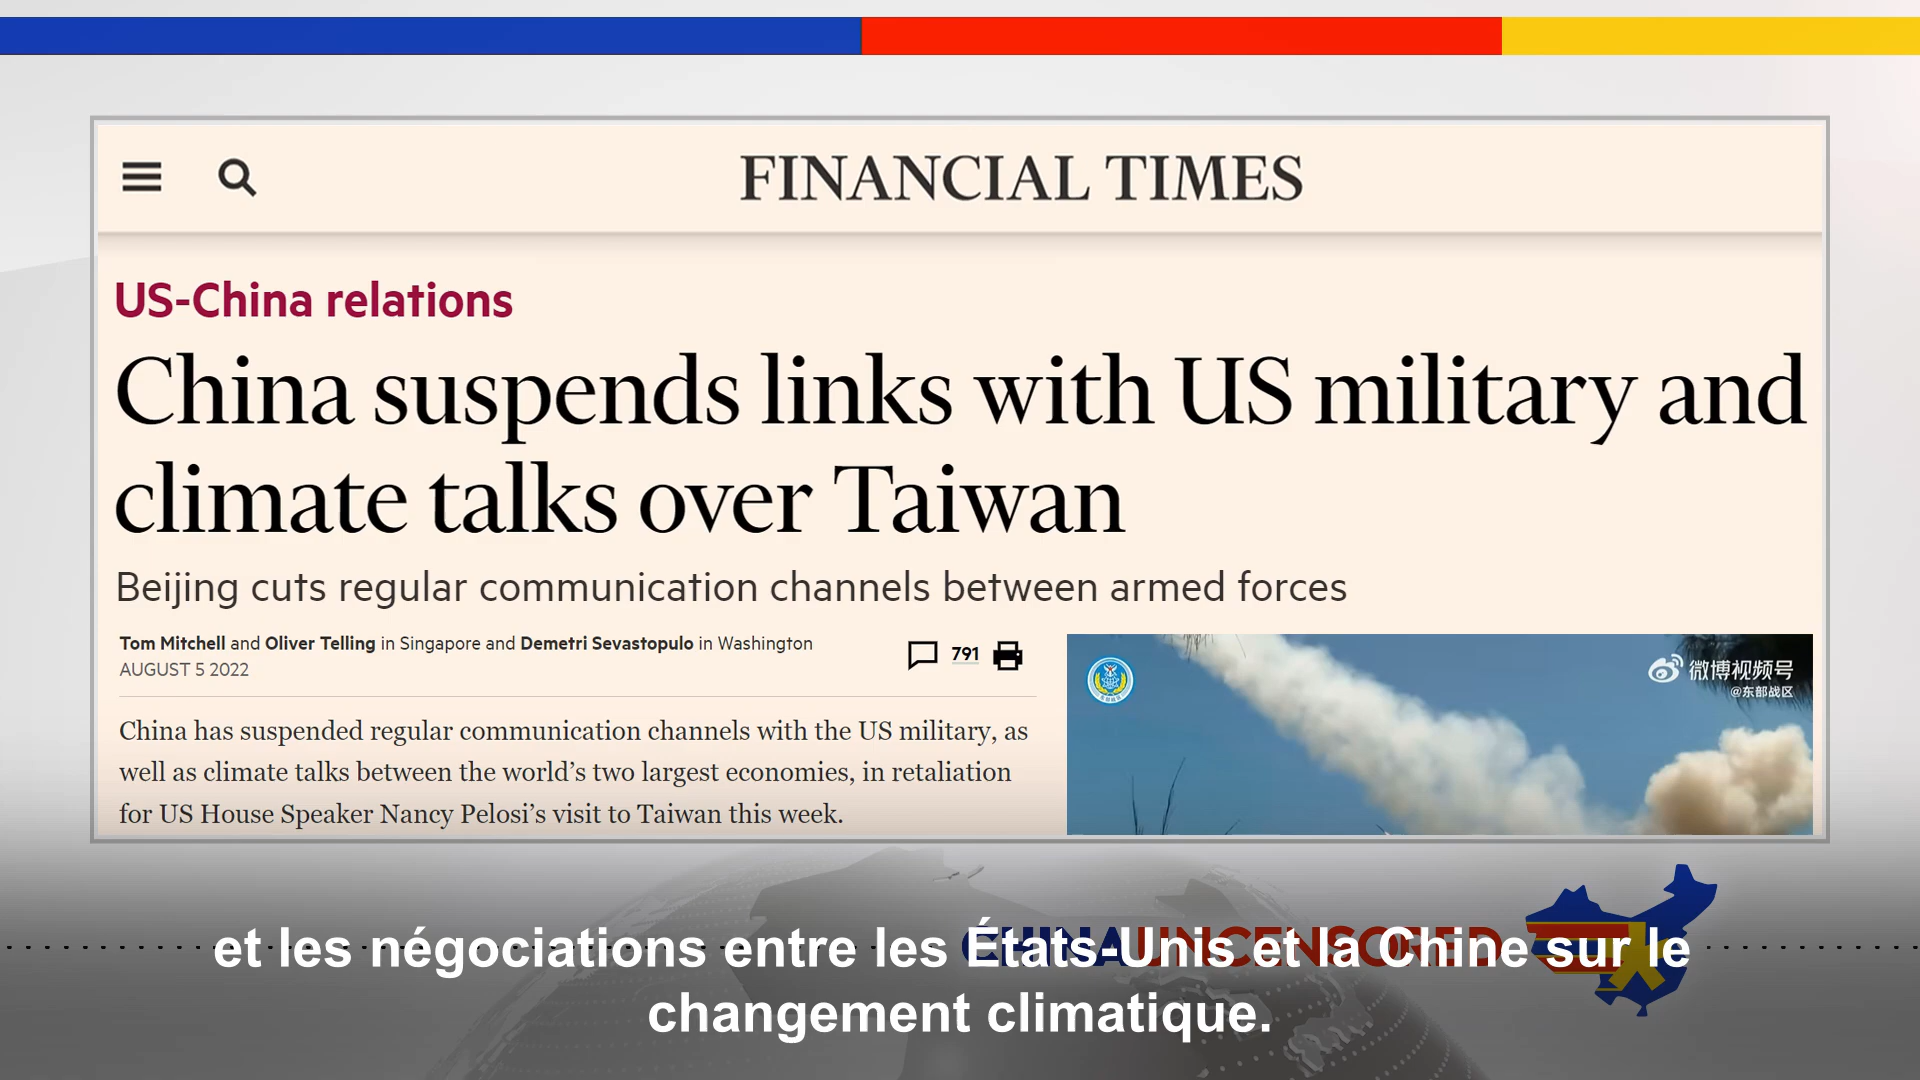 FINANCIAL TIMES
US-China relations
China suspends links with US military and
climate talks over Taiwan
Beijing cuts regular communication channels between armed forces
Tom Mitchell and Oliver Telling in Singapore and Demetri Sevastopulo in Washington
AUGUST 5 2022
791
微博视频号
@东部战区
China has suspended regular communication channels with the US military, as
well as climate talks between the world’s two largest economies, in retaliation
for US House Speaker Nancy Pelosi’s visit to Taiwan this week.
CHINA UNCENSORED
et les négociations entre les États-Unis et la Chine sur le
changement climatique.